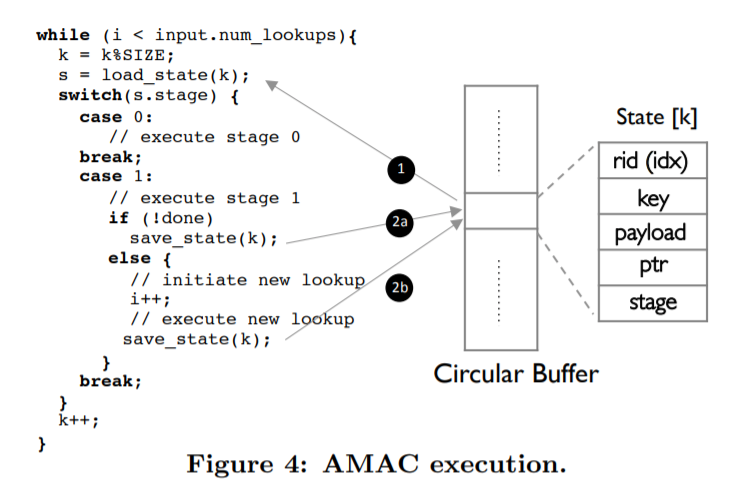 while (i < input.num_lookups){
k = k%SIZE;
s = load_state(k);
switch(s.stage) {
case 0:
// execute stage 0
break;
case 1:
// execute stage 1
if (!done)
save_state(k);
else {
// initiate new lookup
i++;
// execute new lookup
save_state(k);
}
break;
}
k++;
}
1
2a
2b
Circular Buffer
State [k]
rid (idx)
key
payload
ptr
stage
Figure 4: AMAC execution.